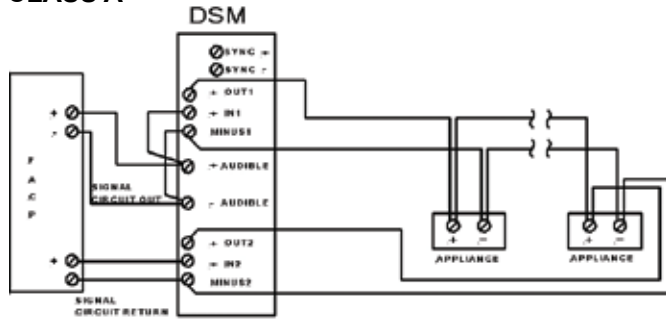 CLASS A
DSM
SYNC +
SYNC -
+ OUT1
+ IN1
MINUS1
+ AUDIBLE
- AUDIBLE
+ OUT2
+ IN2
MINUS2
+
-
F
A
C
P
SIGNAL
CIRCUIT OUT
+
-
SIGNAL
CIRCUIT RETURN
+ -
APPLIANCE
+ -
APPLIANCE